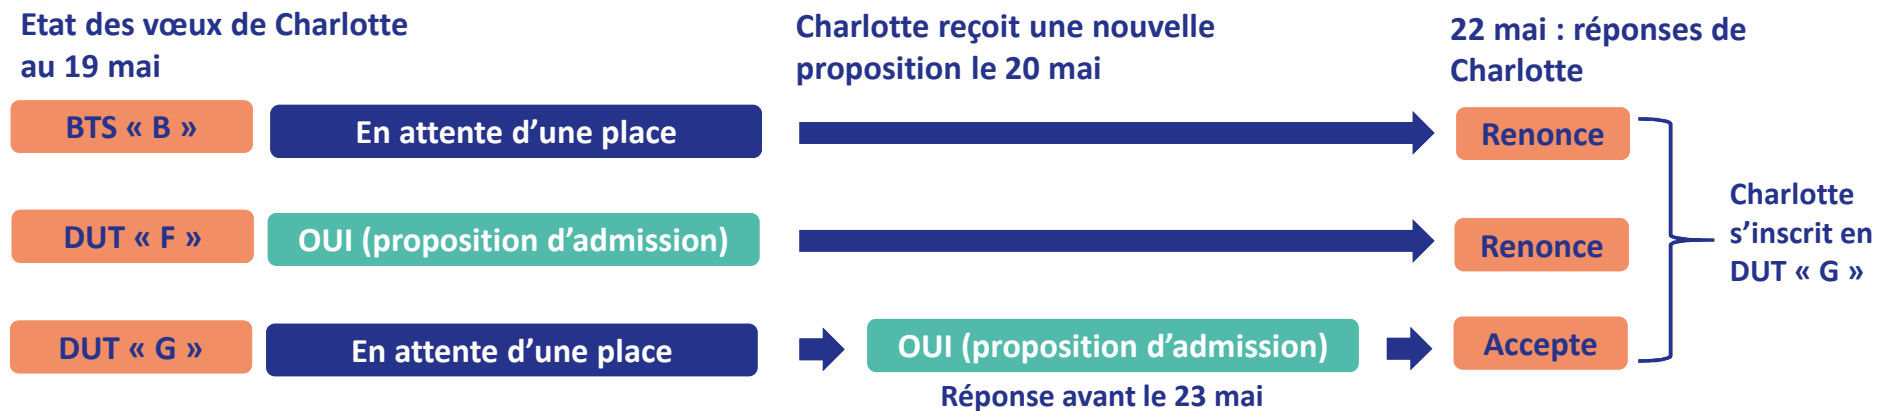 Etat des vœux de Charlotte
au 19 mai
Charlotte reçoit une nouvelle
proposition le 20 mai
22 mai : réponses de
Charlotte
BTS « B »
En attente d’une place
Renonce
DUT « F »
OUI (proposition d’admission)
Renonce
DUT « G »
En attente d’une place
OUI (proposition d’admission)
Accepte
Réponse avant le 23 mai
Charlotte
s’inscrit en
DUT « G »